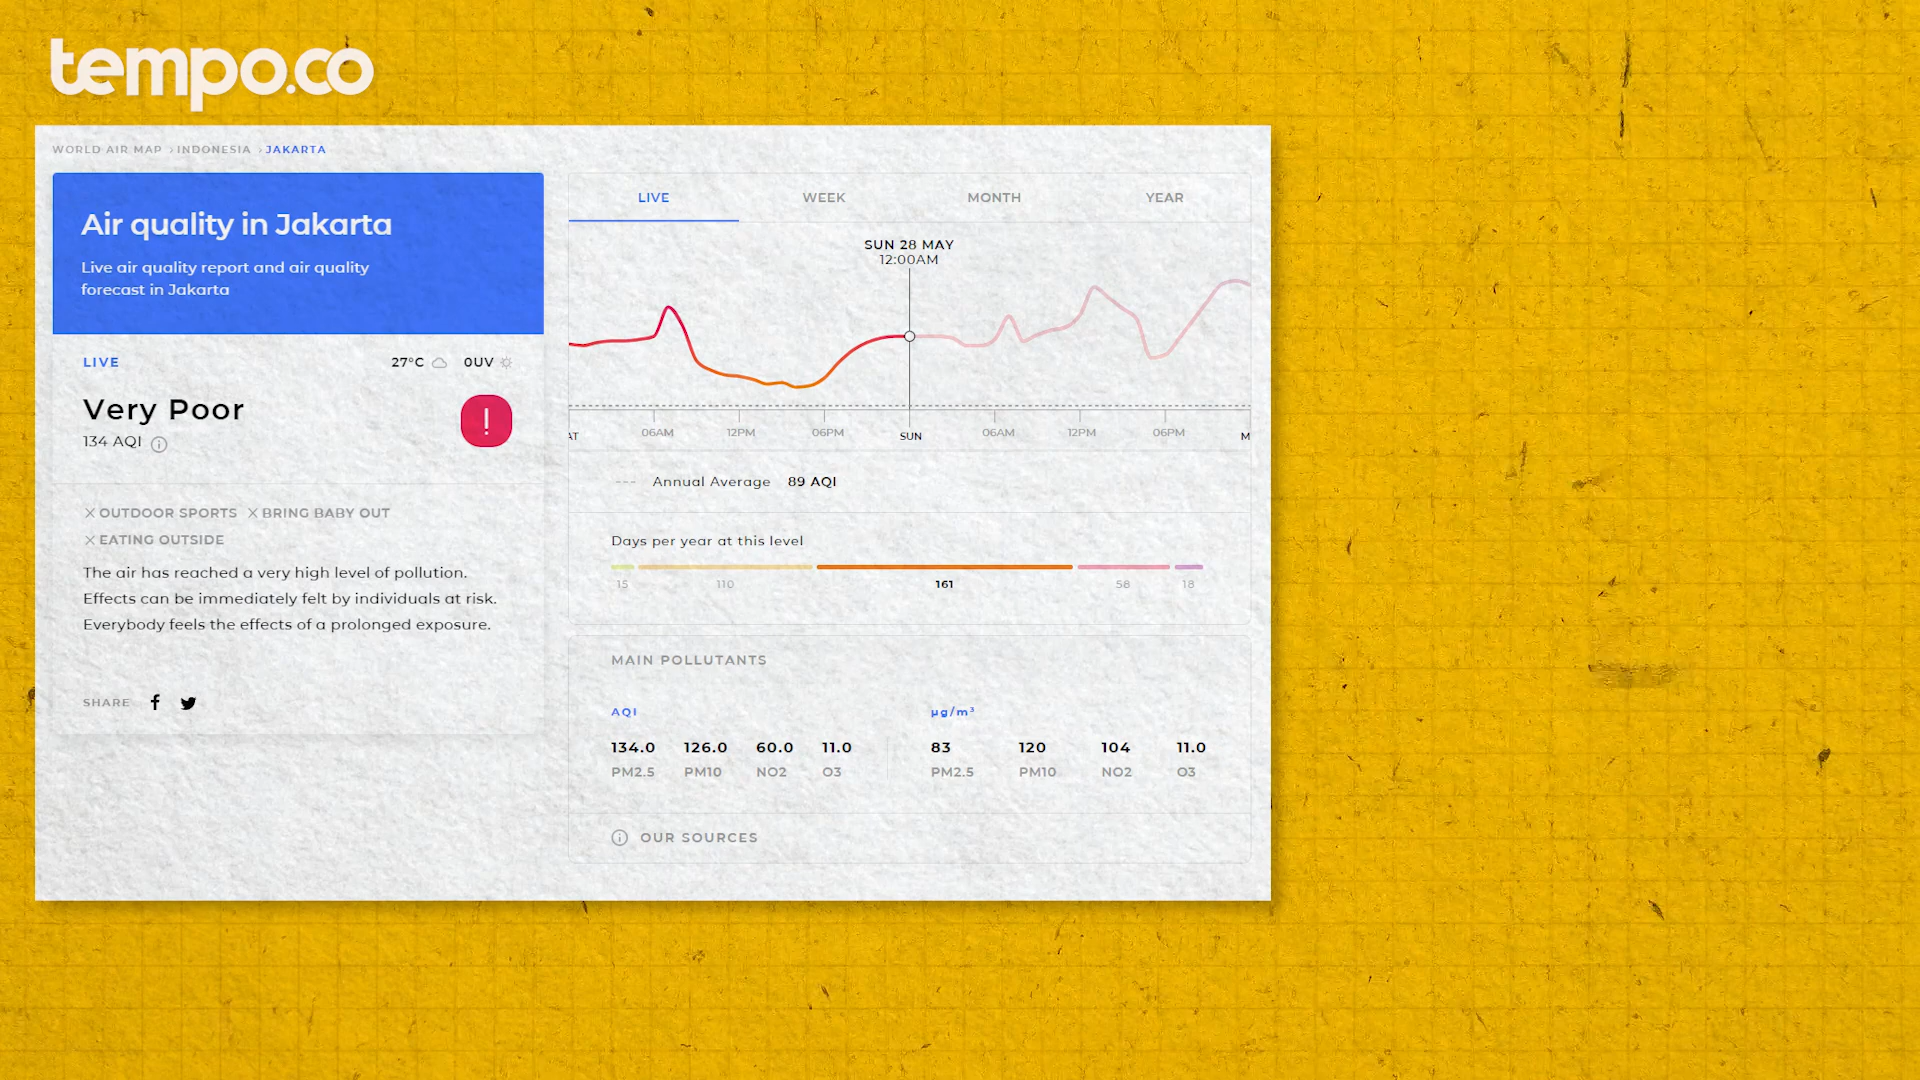 tempo.co
WORLD AIR MAP › INDONESIA › JAKARTA
Air quality in Jakarta
Live air quality report and air quality
forecast in Jakarta
LIVE
27°C
0UV
Very Poor
134 AQI
OUTDOOR SPORTS
BRING BABY OUT
EATING OUTSIDE
The air has reached a very high level of pollution.
Effects can be immediately felt by individuals at risk.
Everybody feels the effects of a prolonged exposure.
SHARE
LIVE WEEK MONTH YEAR
SUN 28 MAY
12:00AM
AT 06AM 12PM 06PM SUN 06AM 12PM 06PM M
Annual Average 89 AQI
Days per year at this level
15 110 161 58 18
MAIN POLLUTANTS
AQI
134.0 126.0 60.0 11.0
PM2.5 PM10 NO2 O3
µg/m³
83 120 104 11.0
PM2.5 PM10 NO2 O3
OUR SOURCES